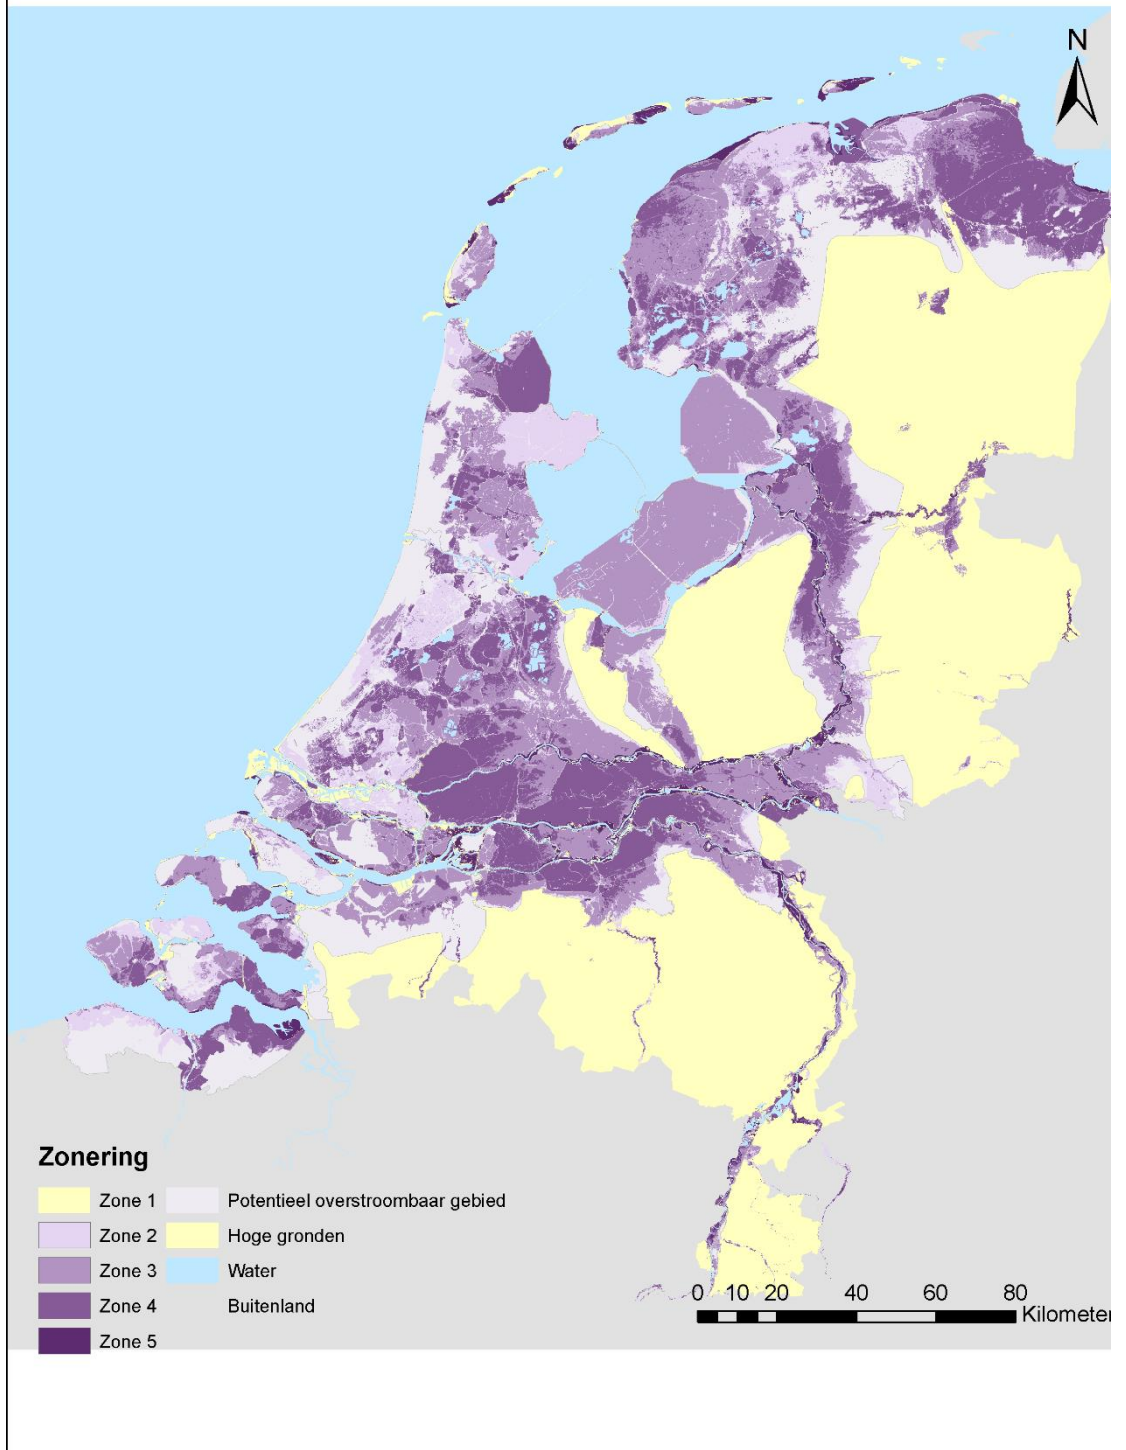 N
Zonering
Zone 1 Potentieel overstroombaar gebied
Zone 2 Hoge gronden
Zone 3 Water
Zone 4 Buitenland
Zone 5
0 10 20 40 60 80
Kilometer